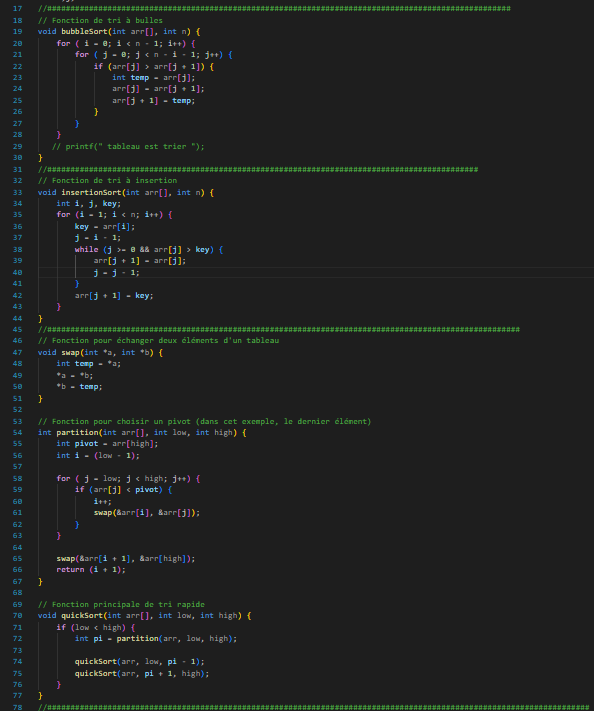 17 //###################################################################################################
18 // Fonction de tri à bulles
19 void bubbleSort(int arr[], int n) {
20 for ( i = 0; i < n - 1; i++) {
21 for ( j = 0; j < n - i - 1; j++) {
22 if (arr[j] > arr[j + 1]) {
23 int temp = arr[j];
24 arr[j] = arr[j + 1];
25 arr[j + 1] = temp;
26 }
27 }
28 }
29 // printf(" tableau est trier ");
30 }
31 //############################################################################################
32 // Fonction de tri à insertion
33 void insertionSort(int arr[], int n) {
34 int i, j, key;
35 for (i = 1; i < n; i++) {
36 key = arr[i];
37 j = i - 1;
38 while (j >= 0 && arr[j] > key) {
39 arr[j + 1] = arr[j];
40 j = j - 1;
41 }
42 arr[j + 1] = key;
43 }
44 }
45 //#####################################################################################################
46 // Fonction pour échanger deux éléments d'un tableau
47 void swap(int *a, int *b) {
48 int temp = *a;
49 *a = *b;
50 *b = temp;
51 }
52
53 // Fonction pour choisir un pivot (dans cet exemple, le dernier élément)
54 int partition(int arr[], int low, int high) {
55 int pivot = arr[high];
56 int i = (low - 1);
57
58 for ( j = low; j < high; j++) {
59 if (arr[j] < pivot) {
60 i++;
61 swap(&arr[i], &arr[j]);
62 }
63 }
64
65 swap(&arr[i + 1], &arr[high]);
66 return (i + 1);
67 }
68
69 // Fonction principale de tri rapide
70 void quickSort(int arr[], int low, int high) {
71 if (low < high) {
72 int pi = partition(arr, low, high);
73
74 quickSort(arr, low, pi - 1);
75 quickSort(arr, pi + 1, high);
76 }
77 }
78 //####################################################################################################################